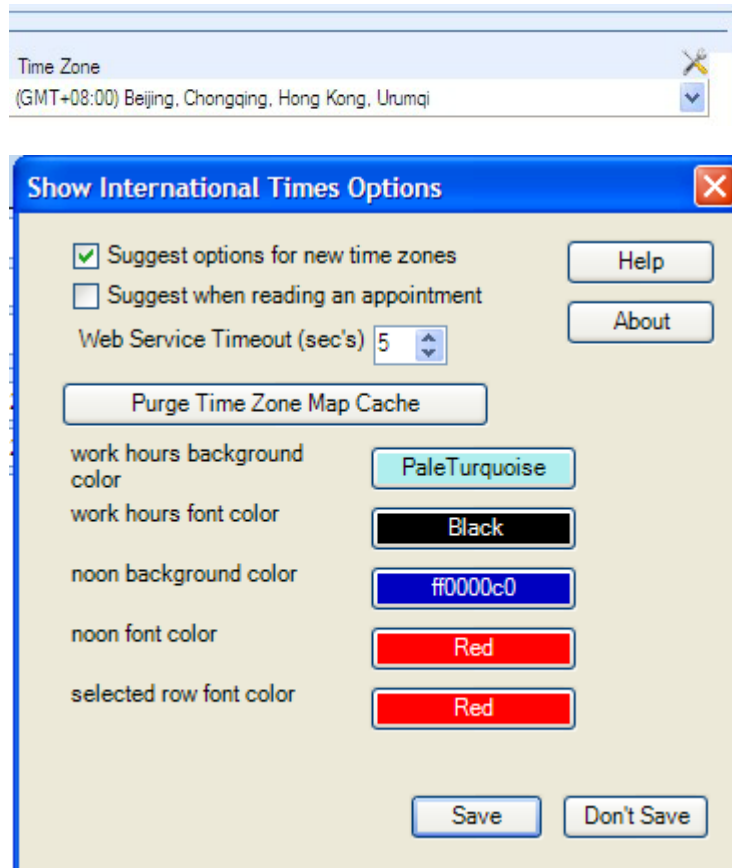 Time Zone
(GMT+08:00) Beijing, Chongqing, Hong Kong, Urumqi
Show International Times Options
Suggest options for new time zones
Help
Suggest when reading an appointment
About
Web Service Timeout (sec's) 5
Purge Time Zone Map Cache
work hours background
color
PaleTurquoise
work hours font color
Black
noon background color
ff0000c0
noon font color
Red
selected row font color
Red
Save
Don't Save